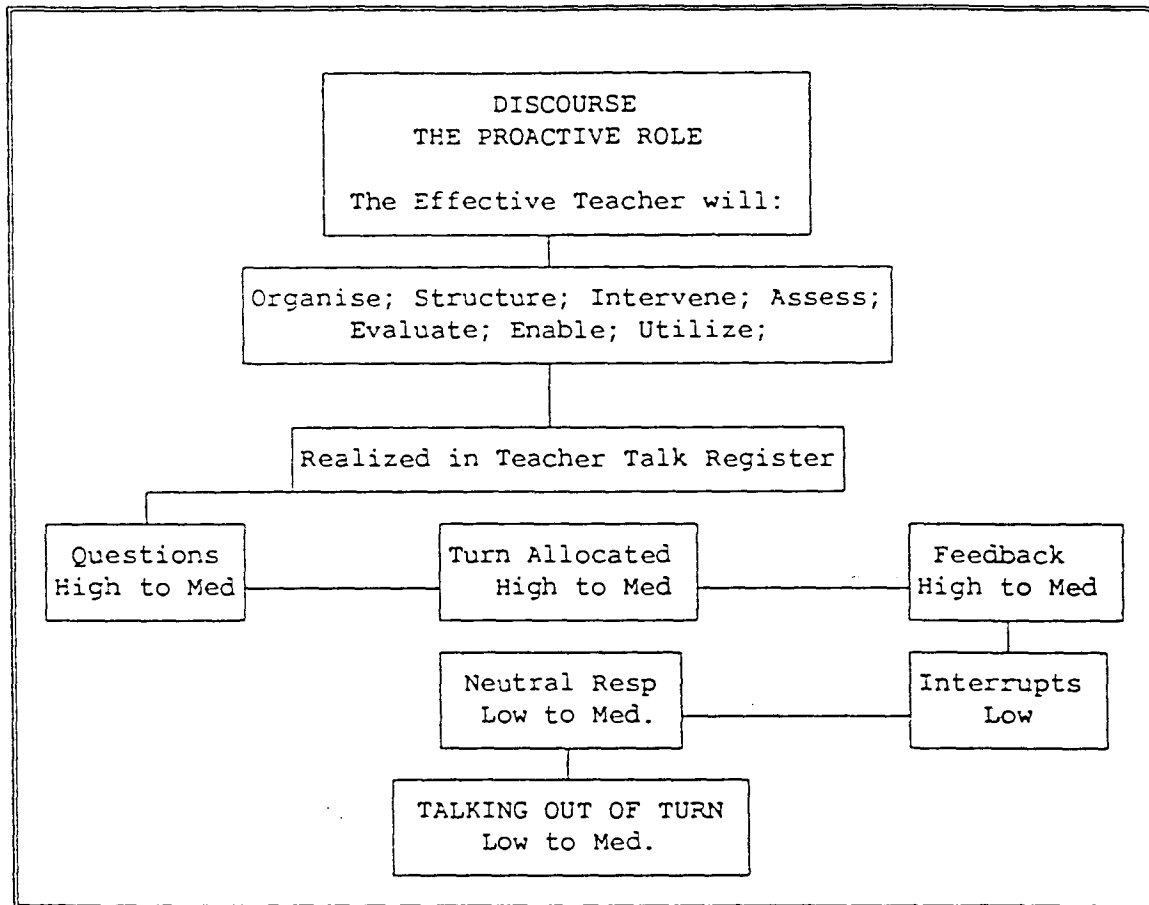 DISCOURSE
THE PROACTIVE ROLE
The Effective Teacher will:
Organise; Structure; Intervene; Assess;
Evaluate; Enable; Utilize;
Realized in Teacher Talk Register
Questions
High to Med
Turn Allocated
High to Med
Feedback
High to Med
Neutral Resp
Low to Med.
Interrupts
Low
TALKING OUT OF TURN
Low to Med.